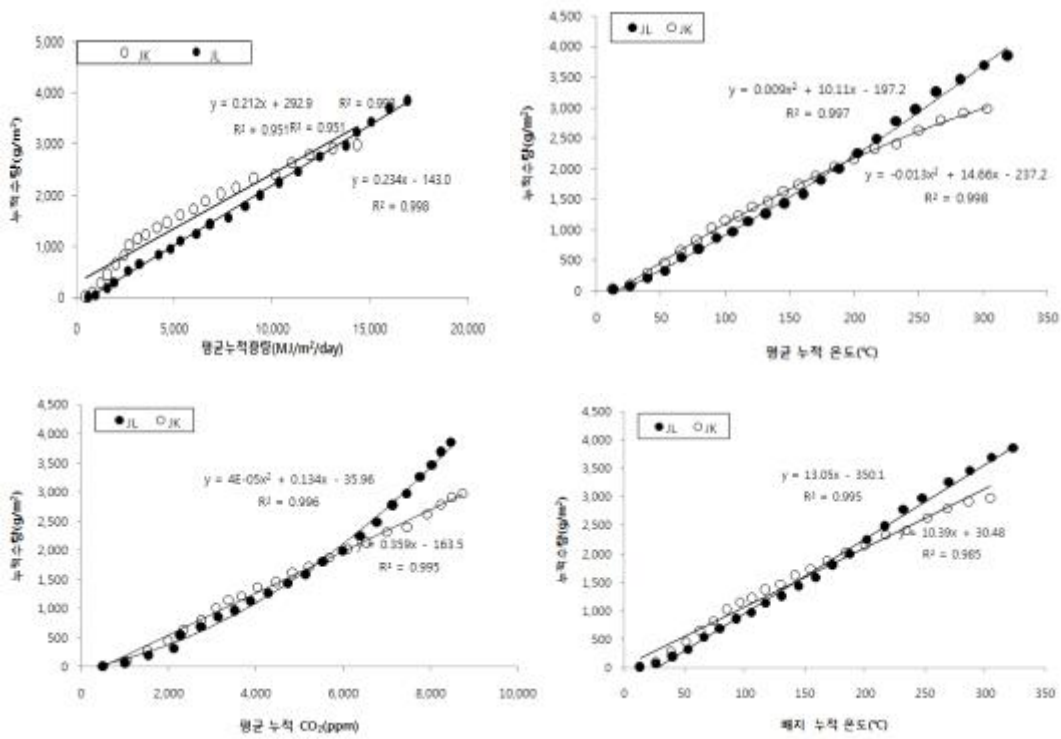 ○ JK ● JL
5,000
4,000
3,000
2,000
1,000
0
누적수량(g/m²)
y = 0.212x + 292.9
R² = 0.951
R² = 0.951
y = 0.234x - 143.0
R² = 0.998
0 5,000 10,000 15,000 20,000
평균누적광량(MJ/m²/day)
● JL ○ JK
4,500
4,000
3,500
3,000
2,500
2,000
1,500
1,000
500
0
누적수량(g/m²)
y = 0.009x² + 10.11x - 197.2
R² = 0.997
y = -0.013x² + 14.66x - 237.2
R² = 0.998
0 50 100 150 200 250 300 350
평균 누적 온도(℃)
● JL ○ JK
4,500
4,000
3,500
3,000
2,500
2,000
1,500
1,000
500
0
누적수량(g/m²)
y = 4E-05x² + 0.134x - 35.96
R² = 0.996
y = 0.359x - 163.5
R² = 0.995
0 2,000 4,000 6,000 8,000 10,000
평균 누적 CO₂(ppm)
● JL ○ JK
4,500
4,000
3,500
3,000
2,500
2,000
1,500
1,000
500
0
누적수량(g/m²)
y = 13.05x - 350.1
R² = 0.995
y = 10.39x + 30.48
R² = 0.985
0 50 100 150 200 250 300 350
배지 누적 온도(℃)